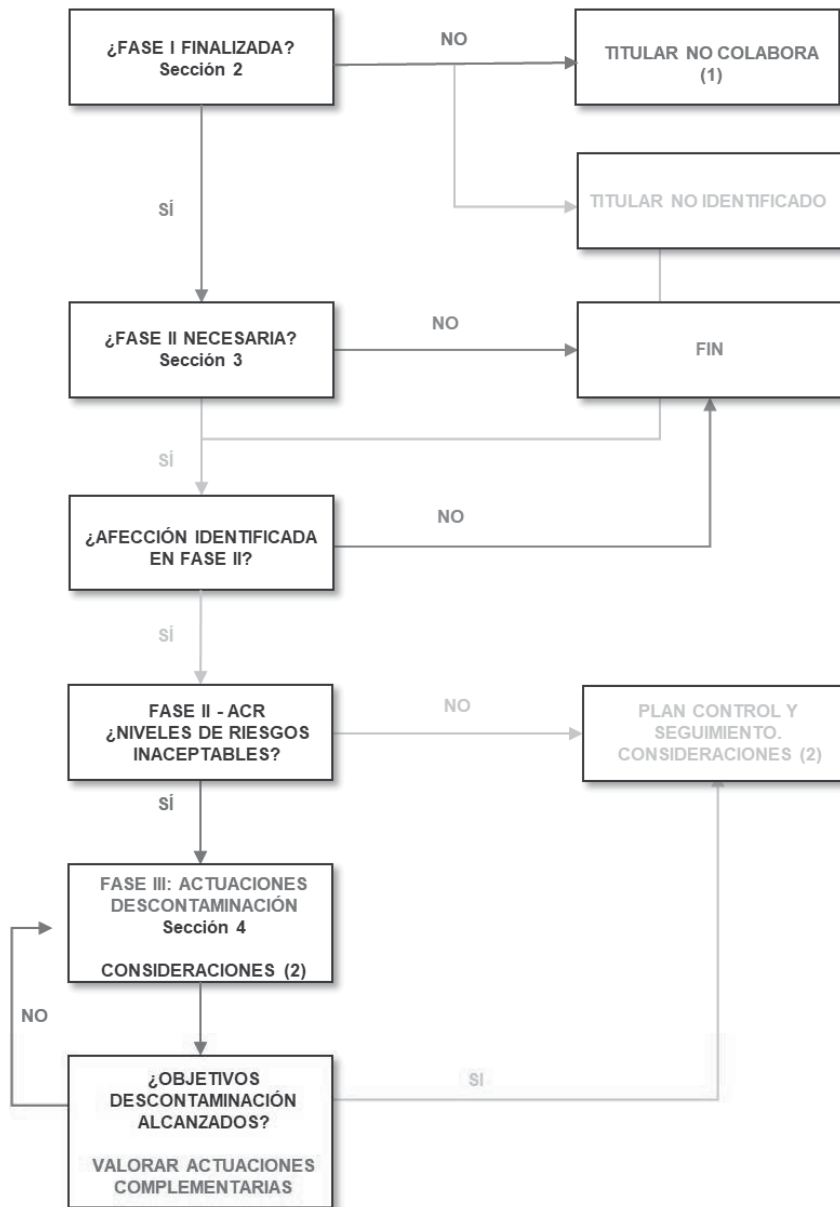 ¿FASE I FINALIZADA?
Sección 2
NO
TITULAR NO COLABORA
(1)
SÍ
TITULAR NO IDENTIFICADO
¿FASE II NECESARIA?
Sección 3
NO
FIN
SÍ
¿AFECCIÓN IDENTIFICADA
EN FASE II?
NO
SÍ
FASE II - ACR
¿NIVELES DE RIESGOS
INACEPTABLES?
NO
PLAN CONTROL Y
SEGUIMIENTO.
CONSIDERACIONES (2)
SÍ
FASE III: ACTUACIONES
DESCONTAMINACIÓN
Sección 4
CONSIDERACIONES (2)
NO
¿OBJETIVOS
DESCONTAMINACIÓN
ALCANZADOS?
VALORAR ACTUACIONES
COMPLEMENTARIAS
SI